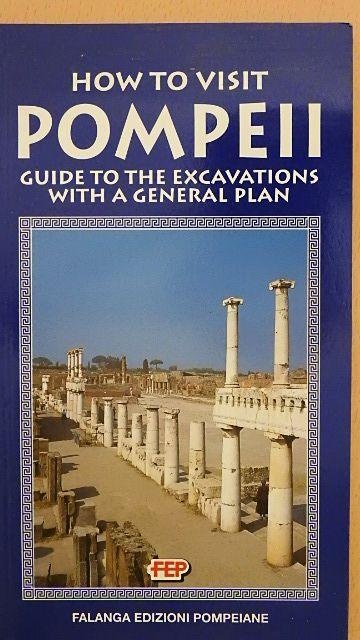 HOW TO VISIT
POMPEII
GUIDE TO THE EXCAVATIONS
WITH A GENERAL PLAN
FEP
FALANGA EDIZIONI POMPEIANE